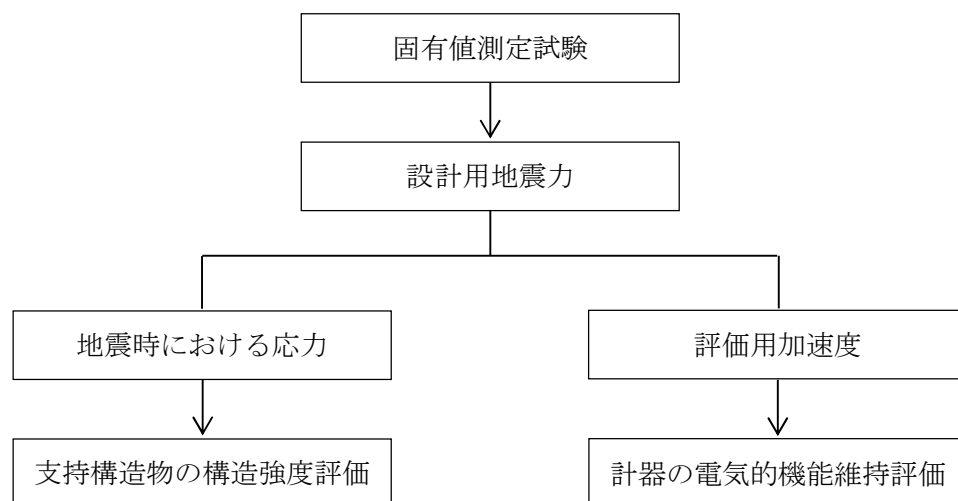 固有値測定試験
設計用地震力
地震時における応力
評価用加速度
支持構造物の構造強度評価
計器の電気的機能維持評価